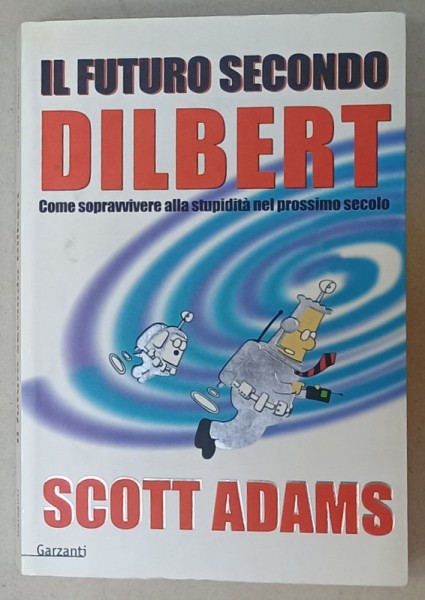 IL FUTURO SECONDO
DILBERT
Come sopravvivere alla stupidità nel prossimo secolo
SCOTT ADAMS
Garzanti